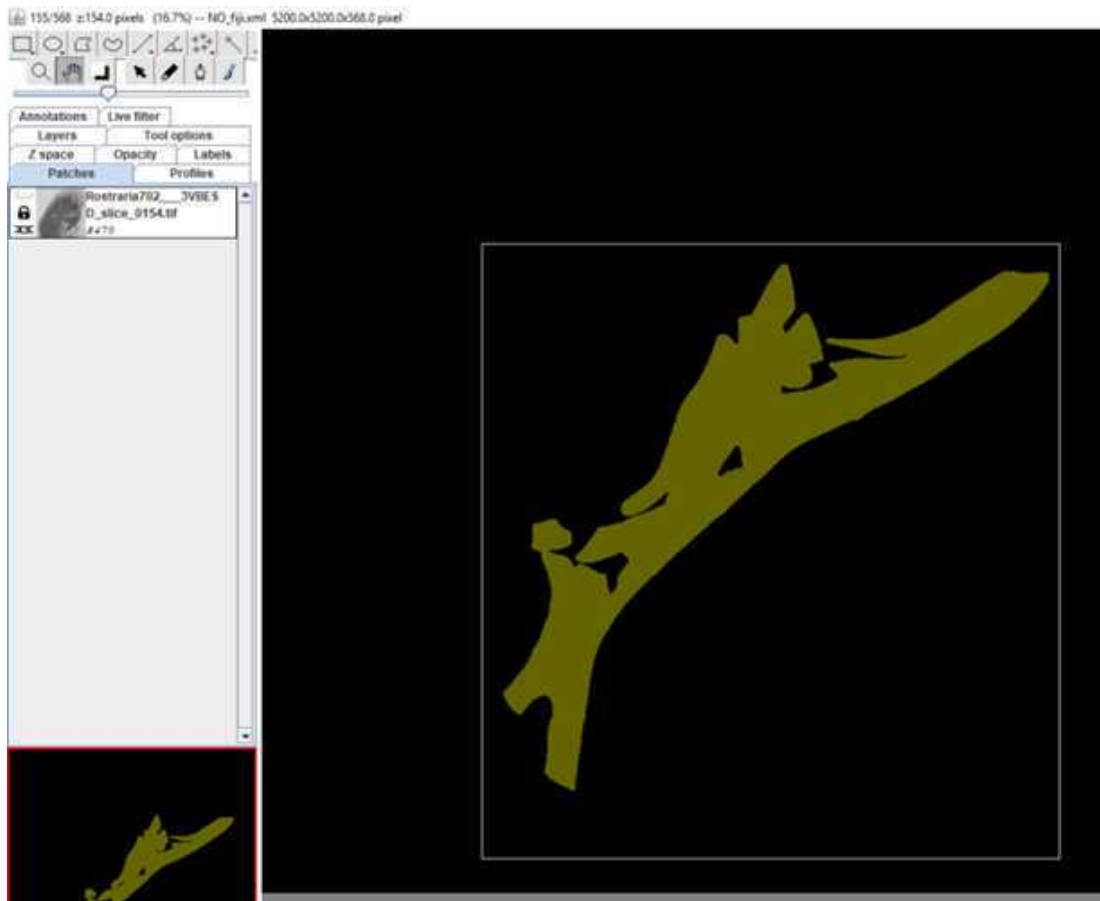 155/568 z:154.0 pixels (16.7%) -- NO_fiji.xml 5200.0x5200.0x568.0 pixel
Annotations Live filter
Layers Tool options
Z space Opacity Labels
Patches Profiles
Rostraria782___3VBES
D_slice_0154.tif